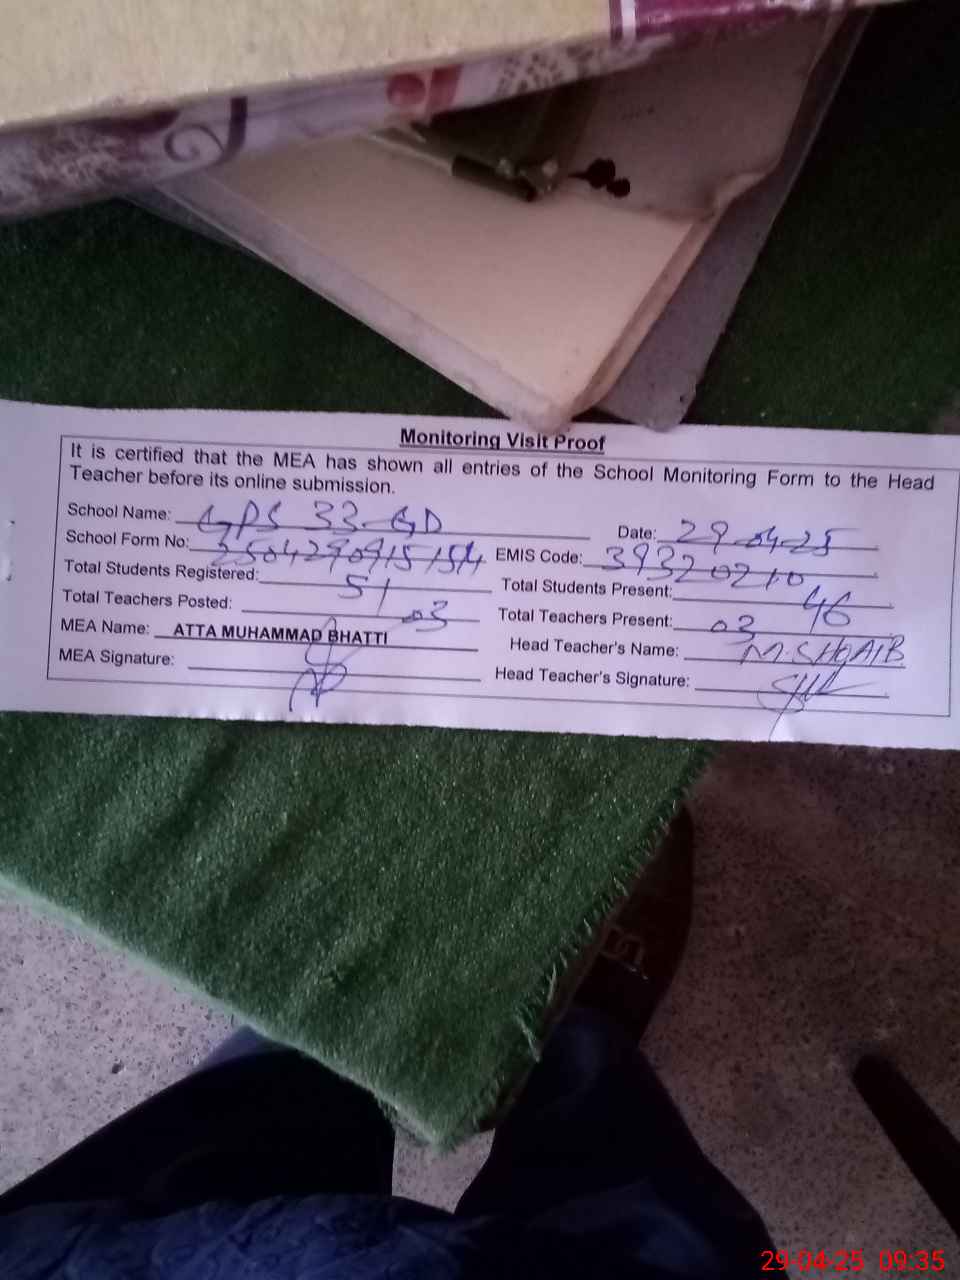 Monitoring Visit Proof
It is certified that the MEA has shown all entries of the School Monitoring Form to the Head
Teacher before its online submission.
School Name: GPS 33-GD Date: 29-04-25
School Form No: 2504290915154 EMIS Code: 39320210
Total Students Registered: 51 Total Students Present: 46
Total Teachers Posted: 03 Total Teachers Present: 03
MEA Name: ATTA MUHAMMAD BHATTI Head Teacher's Name: M.SHOAIB
MEA Signature: Head Teacher's Signature:
29-04-25 09:35